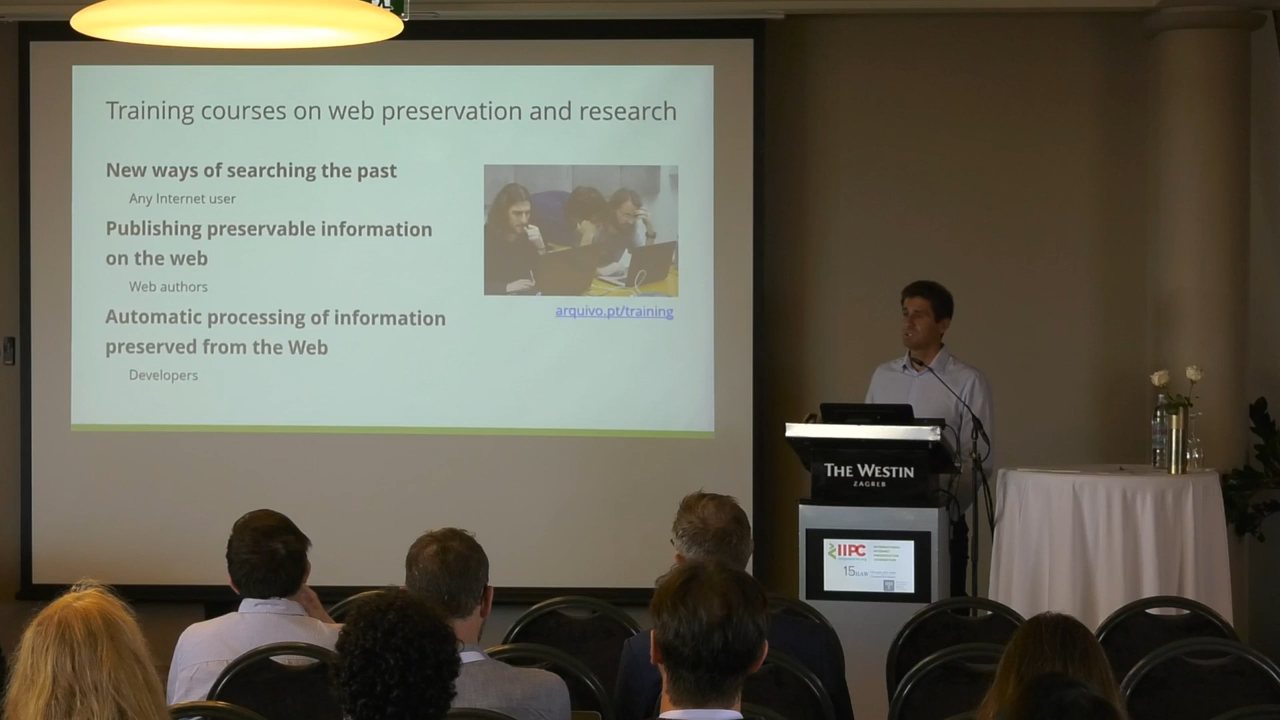 Training courses on web preservation and research
New ways of searching the past
Any Internet user
Publishing preservable information
on the web
Web authors
Automatic processing of information
preserved from the Web
Developers
arquivo.pt/training
THE WESTIN
ZAGREB
IIPC